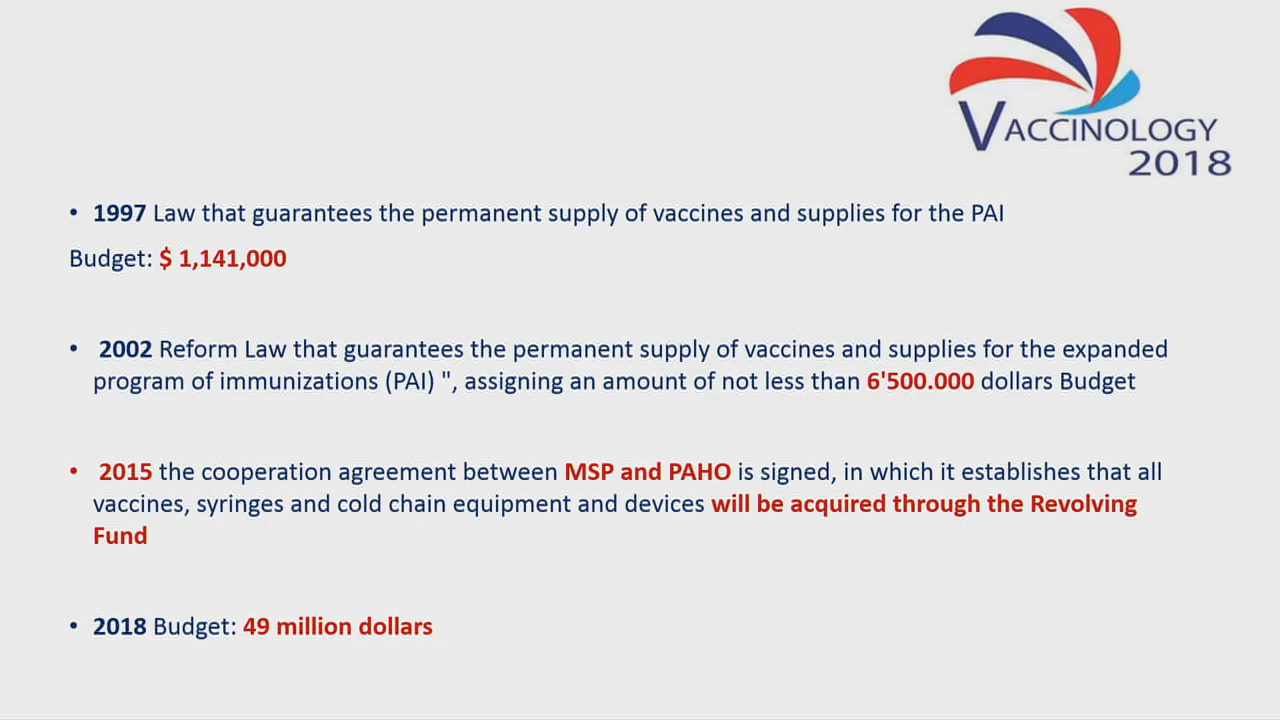 VACCINOLOGY
2018
• 1997 Law that guarantees the permanent supply of vaccines and supplies for the PAI
Budget: $ 1,141,000
• 2002 Reform Law that guarantees the permanent supply of vaccines and supplies for the expanded
program of immunizations (PAI) ", assigning an amount of not less than 6'500.000 dollars Budget
• 2015 the cooperation agreement between MSP and PAHO is signed, in which it establishes that all
vaccines, syringes and cold chain equipment and devices will be acquired through the Revolving
Fund
• 2018 Budget: 49 million dollars